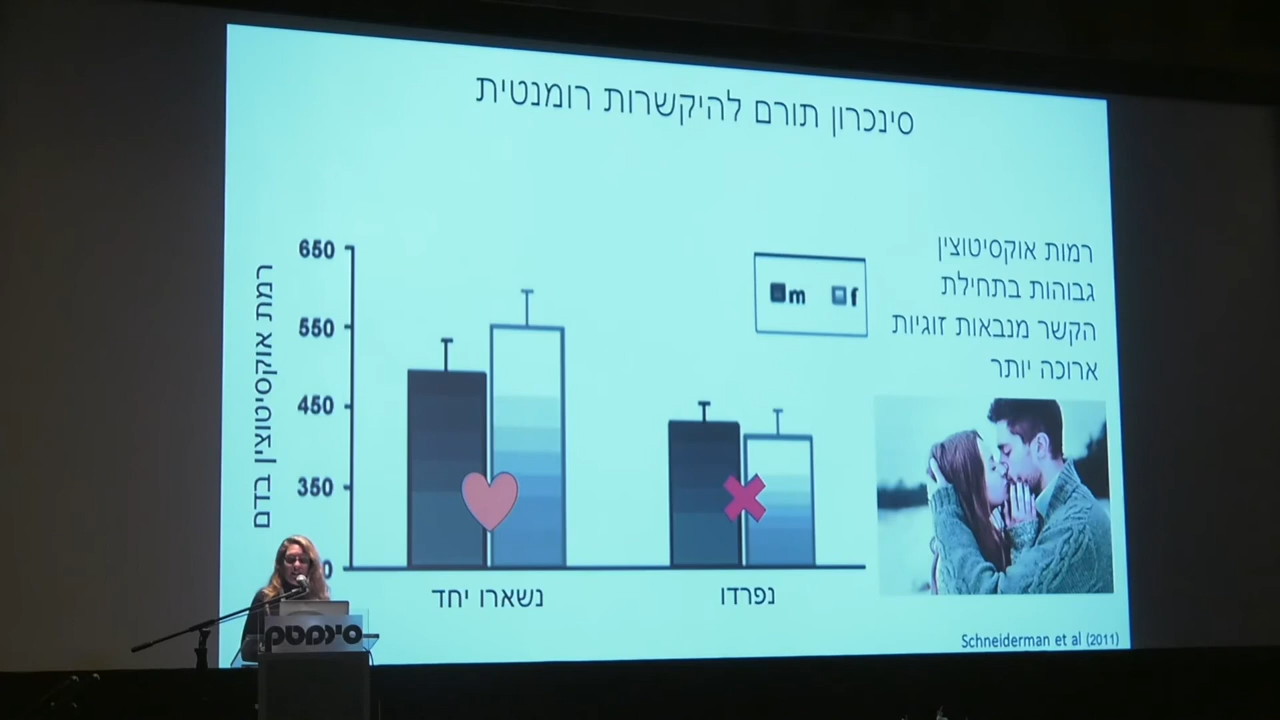 סינכרון תורם להיקשרות רומנטית
רמות אוקסיטוצין
גבוהות בתחילת
הקשר מנבאות זוגיות
ארוכה יותר
m f
רמת אוקסיטוצין בדם
650
550
450
350
0
נשארו יחד
נפרדו
Schneiderman et al (2011)
סינמטק